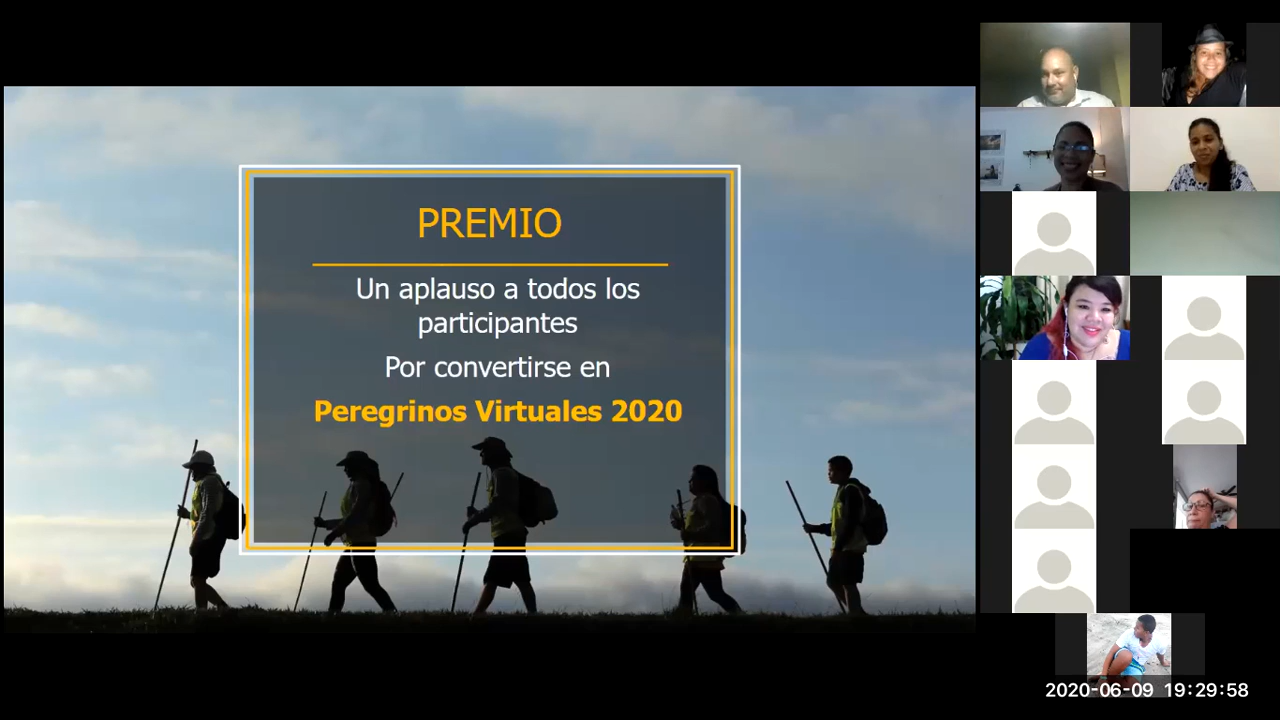 PREMIO
Un aplauso a todos los
participantes
Por convertirse en
Peregrinos Virtuales 2020
2020-06-09 19:29:58